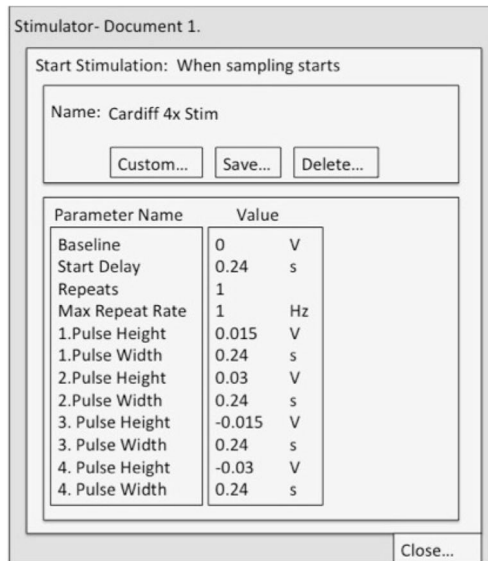 Stimulator- Document 1.
Start Stimulation: When sampling starts
Name: Cardiff 4x Stim
Custom... Save... Delete...
Parameter Name Value
Baseline 0 V
Start Delay 0.24 s
Repeats 1
Max Repeat Rate 1 Hz
1.Pulse Height 0.015 V
1.Pulse Width 0.24 s
2.Pulse Height 0.03 V
2.Pulse Width 0.24 s
3. Pulse Height -0.015 V
3. Pulse Width 0.24 s
4. Pulse Height -0.03 V
4. Pulse Width 0.24 s
Close...